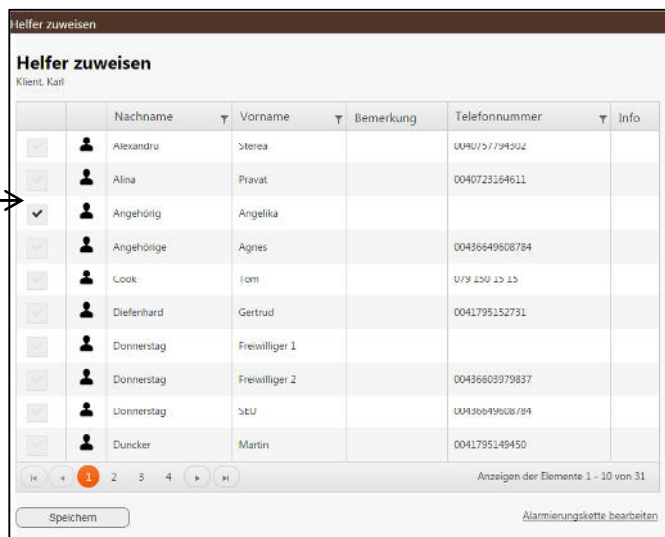 Helfer zuweisen
Helfer zuweisen
Klient, Karl
Nachname Vorname Bemerkung Telefonnummer Info
Alexandru Sterea 0040757794302
Alina Pravat 0040723164611
Angehörig Angelika
Angehörige Agnes 00436649608784
Cook Tom 079 150 15 15
Diefenhard Gertrud 0041795152731
Donnerstag Freiwilliger 1
Donnerstag Freiwilliger 2 00436603979837
Donnerstag SEU 00436649608784
Duncker Martin 0041795149450
1 2 3 4 Anzeigen der Elemente 1 - 10 von 31
Speichern Alarmierungskette bearbeiten